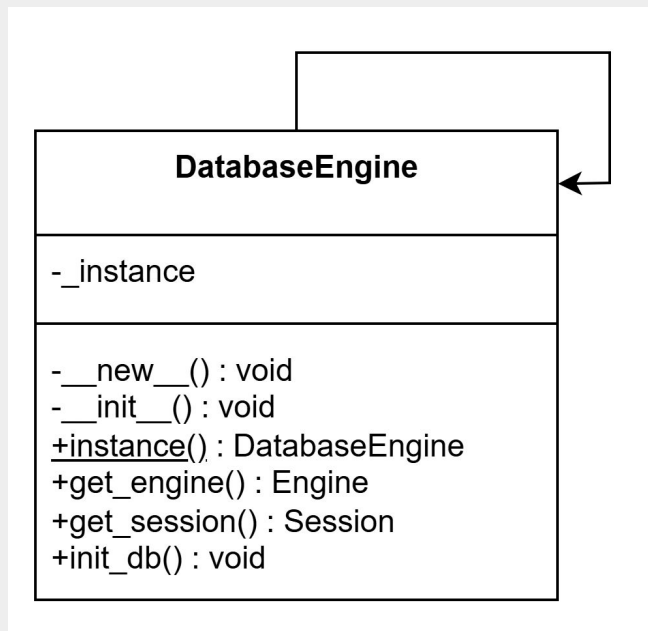 DatabaseEngine
-_instance
-__new__() : void
-__init__() : void
+instance() : DatabaseEngine
+get_engine() : Engine
+get_session() : Session
+init_db() : void